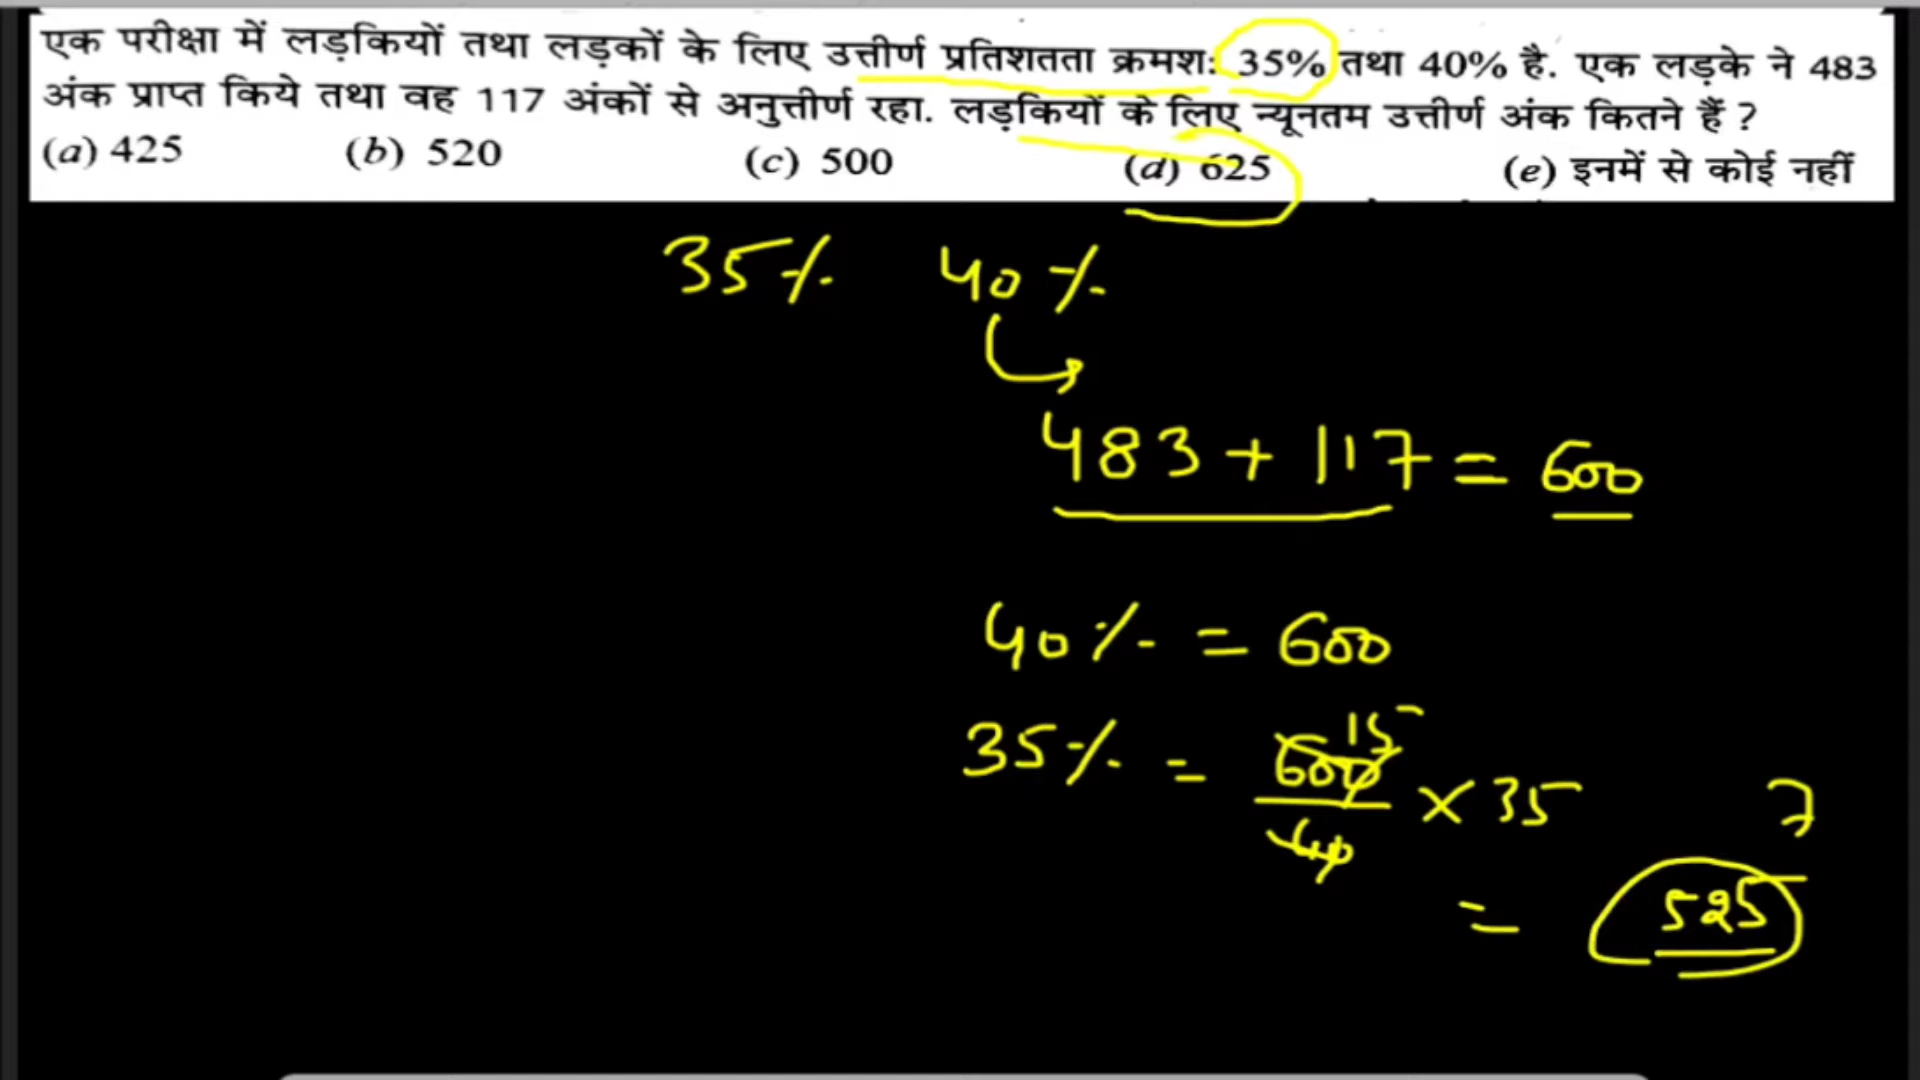 एक परीक्षा में लड़कियों तथा लड़कों के लिए उत्तीर्ण प्रतिशतता क्रमशः 35% तथा 40% है. एक लड़के ने 483
अंक प्राप्त किये तथा वह 117 अंकों से अनुत्तीर्ण रहा. लड़कियों के लिए न्यूनतम उत्तीर्ण अंक कितने हैं ?
(a) 425 (b) 520 (c) 500 (d) 625 (e) इनमें से कोई नहीं
35% 40%
483 + 117 = 600
40% = 600
15
35% = 600/40 × 35
7
= 525